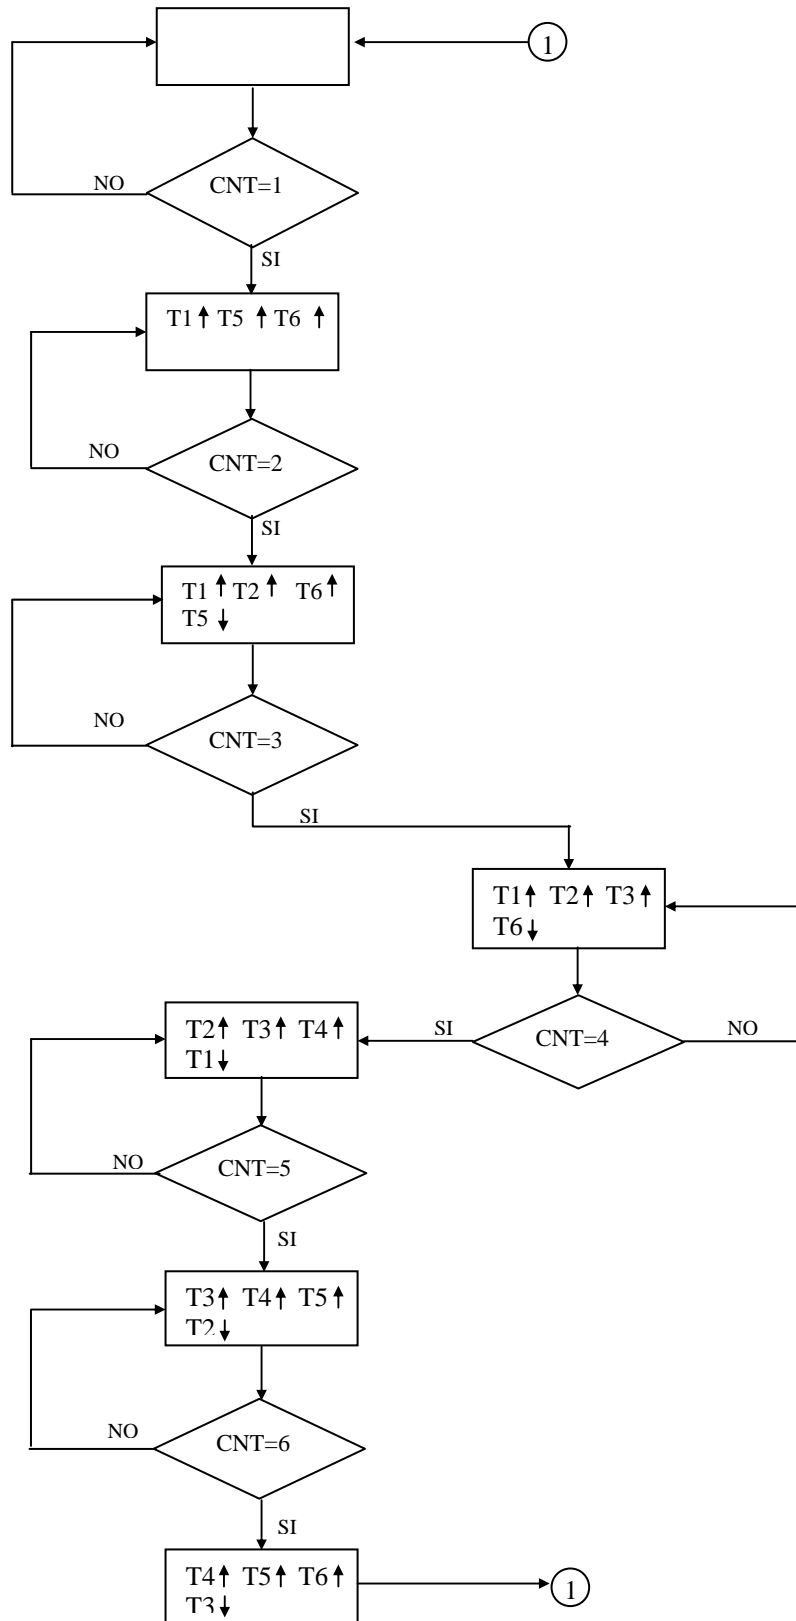 1
CNT=1
NO
SI
T1↑ T5 ↑ T6 ↑
CNT=2
NO
SI
T1↑ T2↑ T6↑
T5↓
CNT=3
NO
SI
T1↑ T2↑ T3↑
T6↓
CNT=4
SI
NO
T2↑ T3↑ T4↑
T1↓
CNT=5
NO
SI
T3↑ T4↑ T5↑
T2↓
CNT=6
NO
SI
T4↑ T5↑ T6↑
T3↓
1